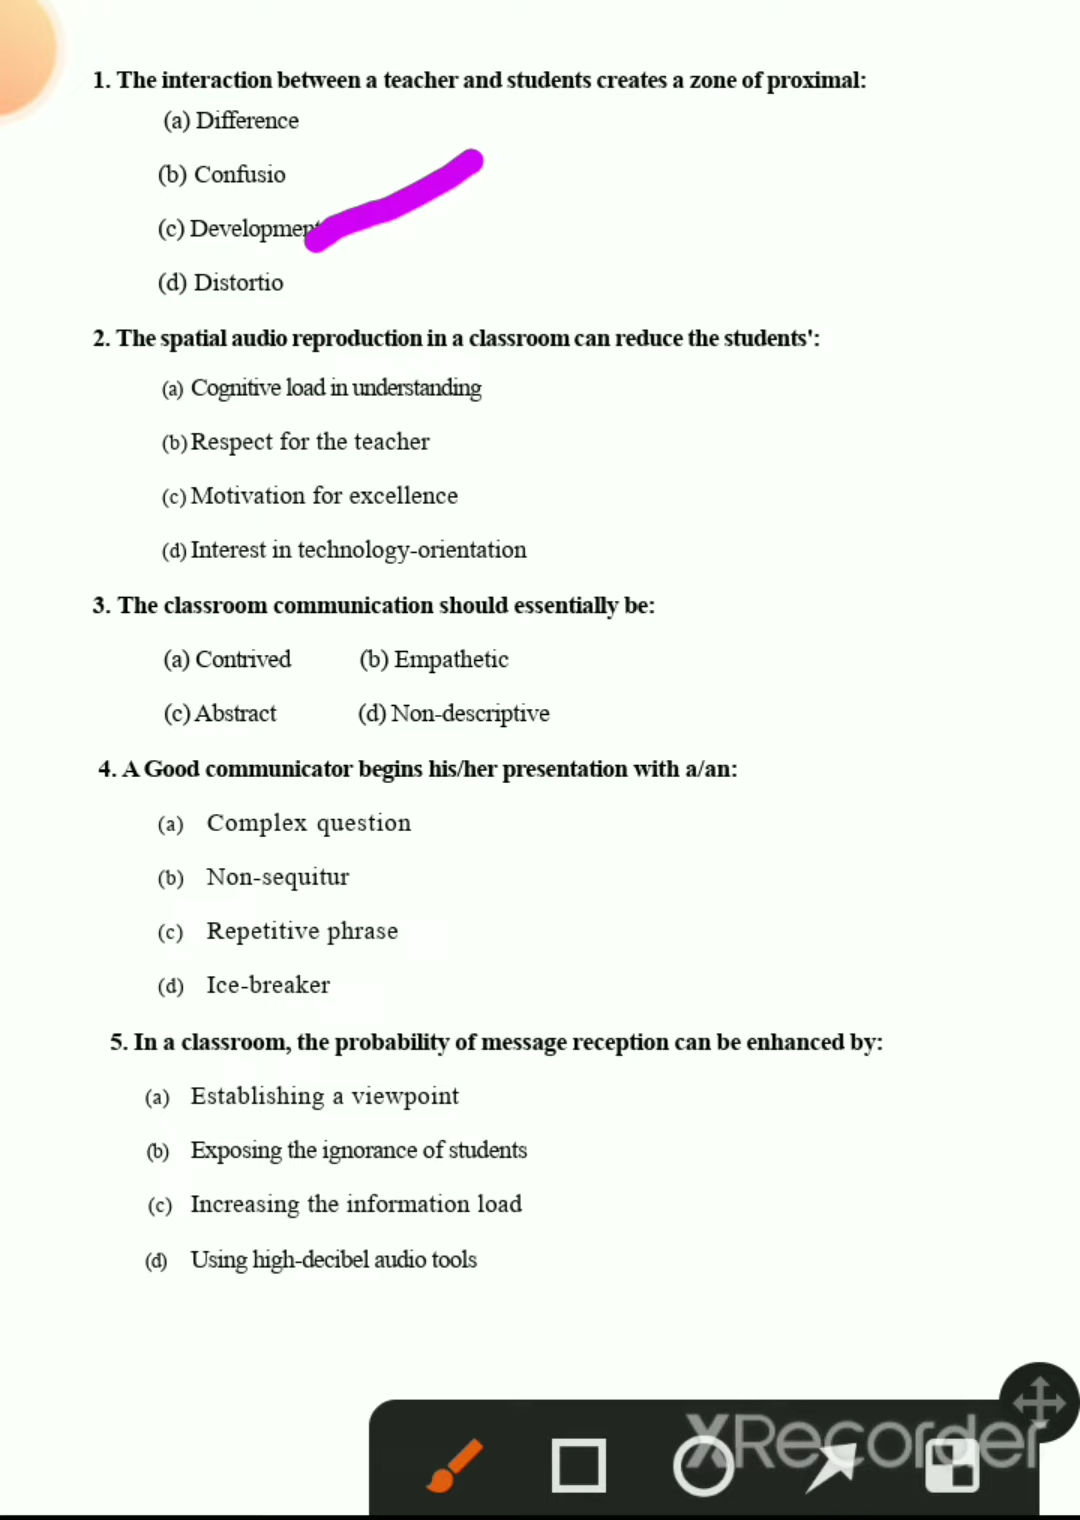 1. The interaction between a teacher and students creates a zone of proximal:
(a) Difference
(b) Confusio
(c) Development
(d) Distortio
2. The spatial audio reproduction in a classroom can reduce the students':
(a) Cognitive load in understanding
(b) Respect for the teacher
(c) Motivation for excellence
(d) Interest in technology-orientation
3. The classroom communication should essentially be:
(a) Contrived (b) Empathetic
(c) Abstract (d) Non-descriptive
4. A Good communicator begins his/her presentation with a/an:
(a) Complex question
(b) Non-sequitur
(c) Repetitive phrase
(d) Ice-breaker
5. In a classroom, the probability of message reception can be enhanced by:
(a) Establishing a viewpoint
(b) Exposing the ignorance of students
(c) Increasing the information load
(d) Using high-decibel audio tools
XRecorder